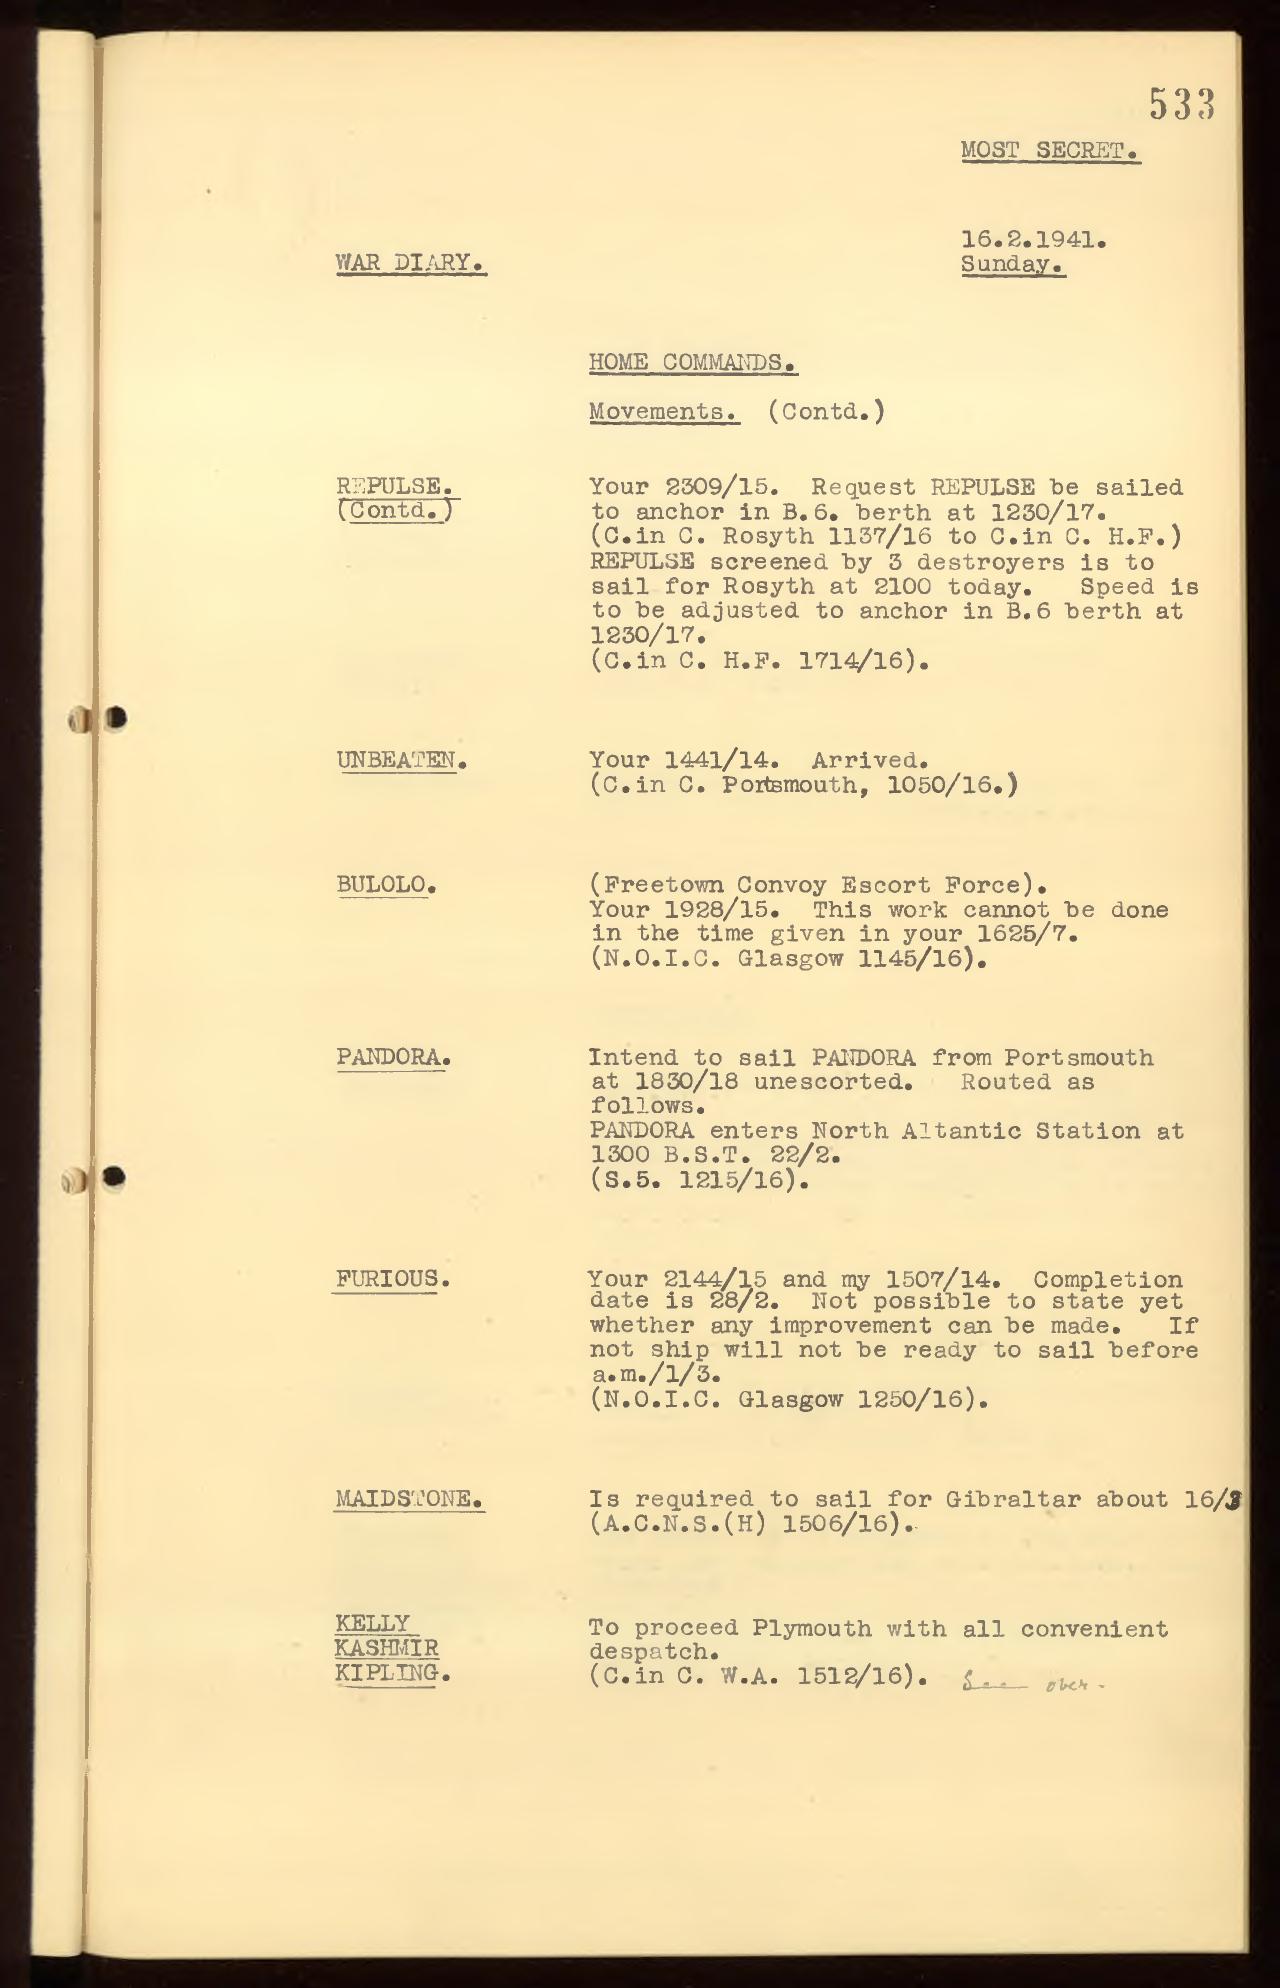 533
MOST SECRET.
16.2.1941.
WAR DIARY.
Sunday.
HOME COMMANDS.
Movements. (Contd.)
REPULSE.
(Contd.)
Your 2309/15. Request REPULSE be sailed
to anchor in B.6. berth at 1230/17.
(C.in C. Rosyth 1137/16 to C.in C. H.F.)
REPULSE screened by 3 destroyers is to
sail for Rosyth at 2100 today. Speed is
to be adjusted to anchor in B.6 berth at
1230/17.
(C.in C. H.F. 1714/16).
UNBEATEN.
Your 1441/14. Arrived.
(C.in C. Portsmouth, 1050/16.)
BULOLO.
(Freetown Convoy Escort Force).
Your 1928/15. This work cannot be done
in the time given in your 1625/7.
(N.O.I.C. Glasgow 1145/16).
PANDORA.
Intend to sail PANDORA from Portsmouth
at 1830/18 unescorted. Routed as
follows.
PANDORA enters North Altantic Station at
1300 B.S.T. 22/2.
(S.5. 1215/16).
FURIOUS.
Your 2144/15 and my 1507/14. Completion
date is 28/2. Not possible to state yet
whether any improvement can be made. If
not ship will not be ready to sail before
a.m./1/3.
(N.O.I.C. Glasgow 1250/16).
MAIDSTONE.
Is required to sail for Gibraltar about 16/3
(A.C.N.S.(H) 1506/16).
KELLY
KASHMIR
KIPLING.
To proceed Plymouth with all convenient
despatch.
(C.in C. W.A. 1512/16). See over.